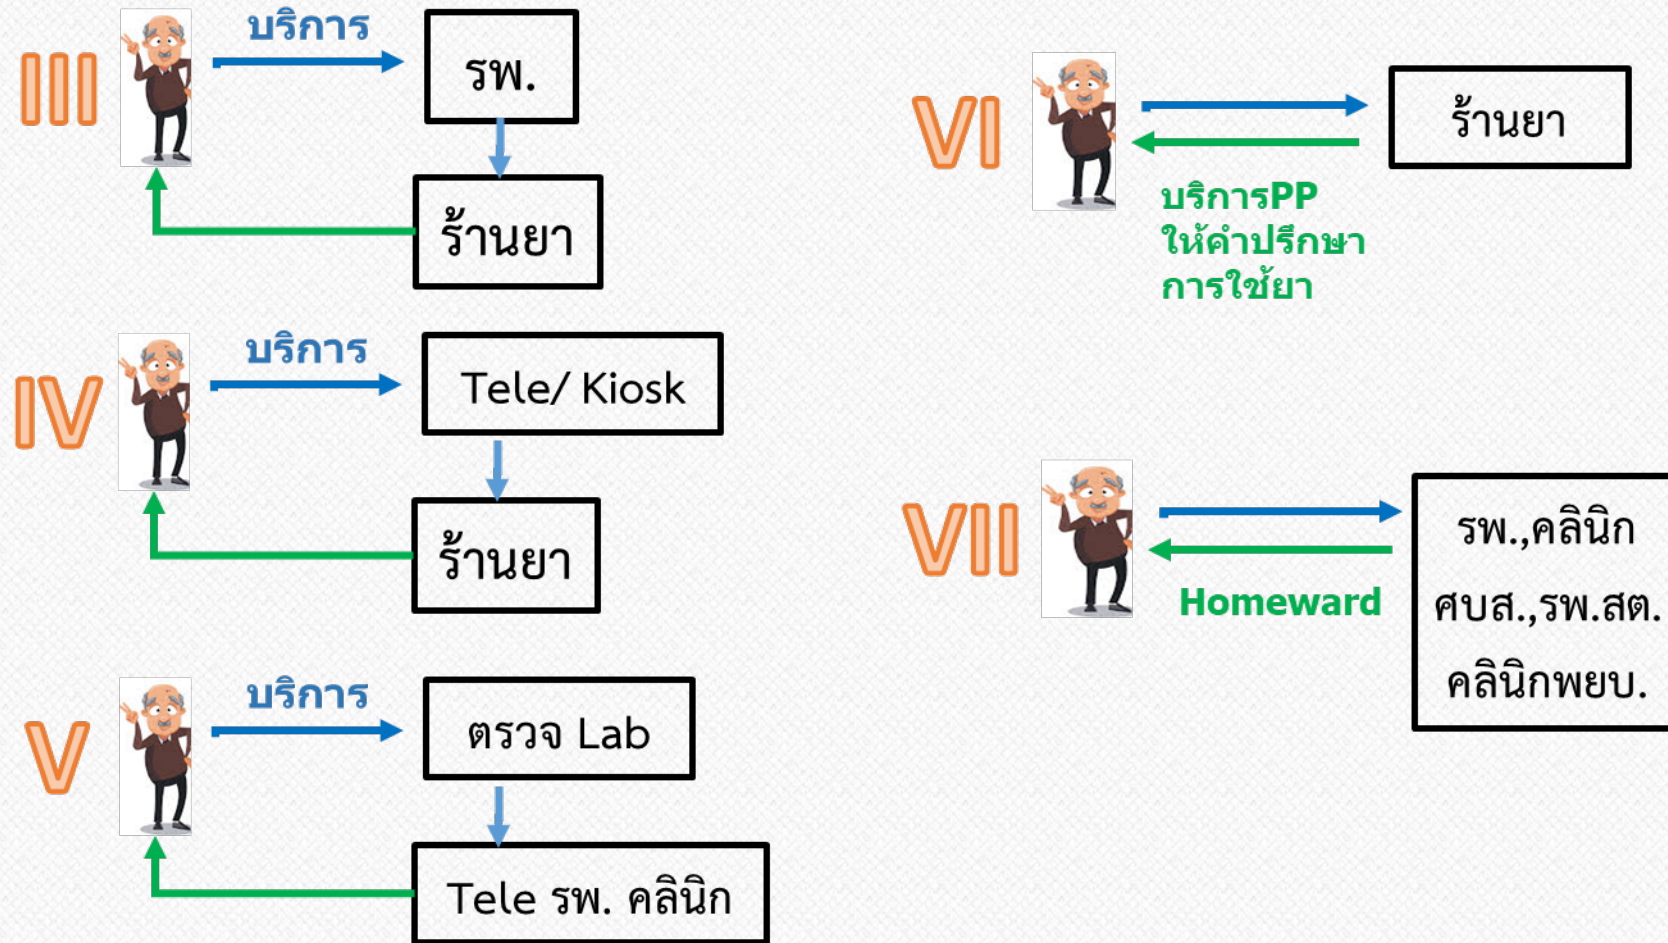 III
บริการ
รพ.
ร้านยา
IV
บริการ
Tele/ Kiosk
ร้านยา
V
บริการ
ตรวจ Lab
Tele รพ. คลินิก
VI
ร้านยา
บริการPP
ให้คำปรึกษา
การใช้ยา
VII
รพ.,คลินิก
ศบส.,รพ.สต.
คลินิกพยบ.
Homeward